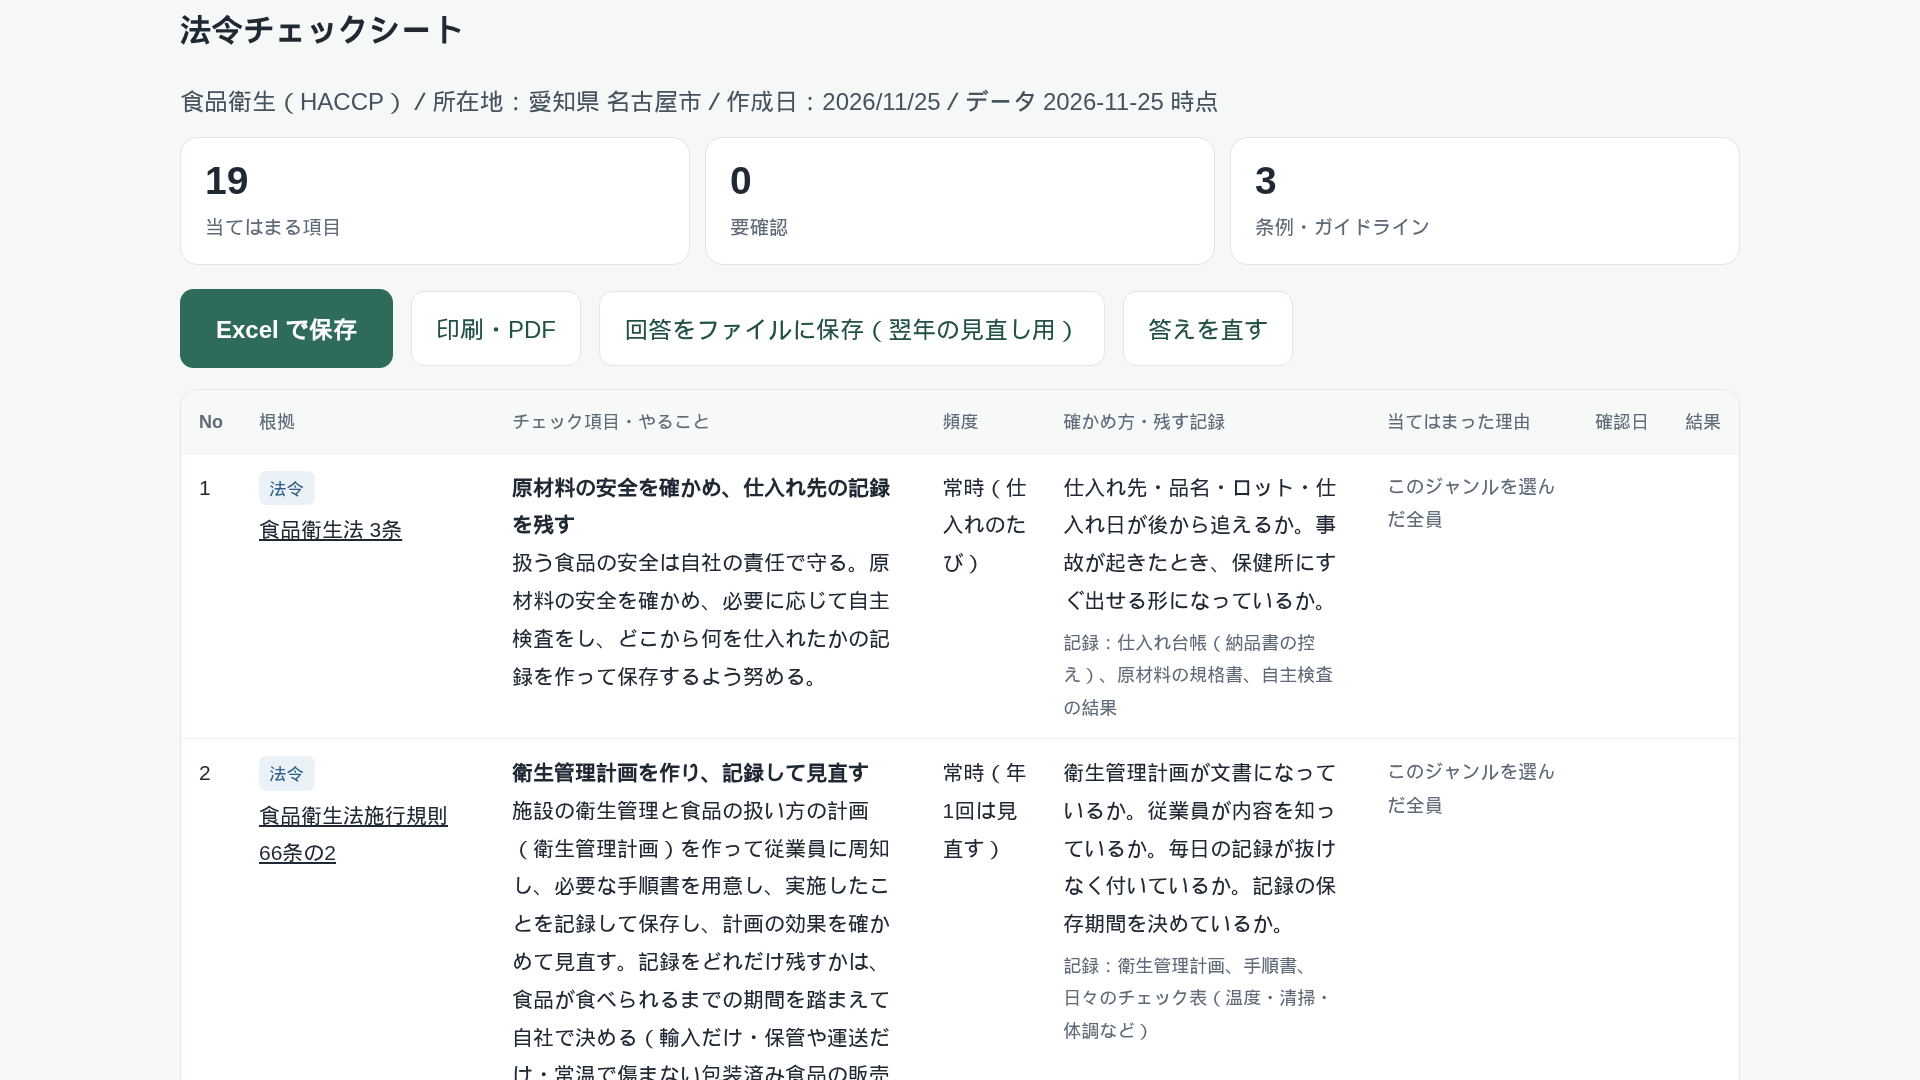 法令チェックシート
食品衛生（HACCP） / 所在地：愛知県 名古屋市 / 作成日：2026/11/25 / データ 2026-11-25 時点
19
当てはまる項目
0
要確認
3
条例・ガイドライン
Excel で保存
印刷・PDF
回答をファイルに保存（翌年の見直し用）
答えを直す
No
根拠
チェック項目・やること
頻度
確かめ方・残す記録
当てはまった理由
確認日
結果
1
法令
食品衛生法 3条
原材料の安全を確かめ、仕入れ先の記録
を残す
扱う食品の安全は自社の責任で守る。原
材料の安全を確かめ、必要に応じて自主
検査をし、どこから何を仕入れたかの記
録を作って保存するよう努める。
常時（仕
入れのた
び）
仕入れ先・品名・ロット・仕
入れ日が後から追えるか。事
故が起きたとき、保健所にす
ぐ出せる形になっているか。
記録：仕入れ台帳（納品書の控
え）、原材料の規格書、自主検査
の結果
このジャンルを選ん
だ全員
2
法令
食品衛生法施行規則
66条の2
衛生管理計画を作り、記録して見直す
施設の衛生管理と食品の扱い方の計画
（衛生管理計画）を作って従業員に周知
し、必要な手順書を用意し、実施したこ
とを記録して保存し、計画の効果を確か
めて見直す。記録をどれだけ残すかは、
食品が食べられるまでの期間を踏まえて
自社で決める（輸入だけ・保管や運送だ
け・常温で傷まない包装済み食品の販売
常時（年
1回は見
直す）
衛生管理計画が文書になって
いるか。従業員が内容を知っ
ているか。毎日の記録が抜け
なく付いているか。記録の保
存期間を決めているか。
記録：衛生管理計画、手順書、
日々のチェック表（温度・清掃・
体調など）
このジャンルを選ん
だ全員